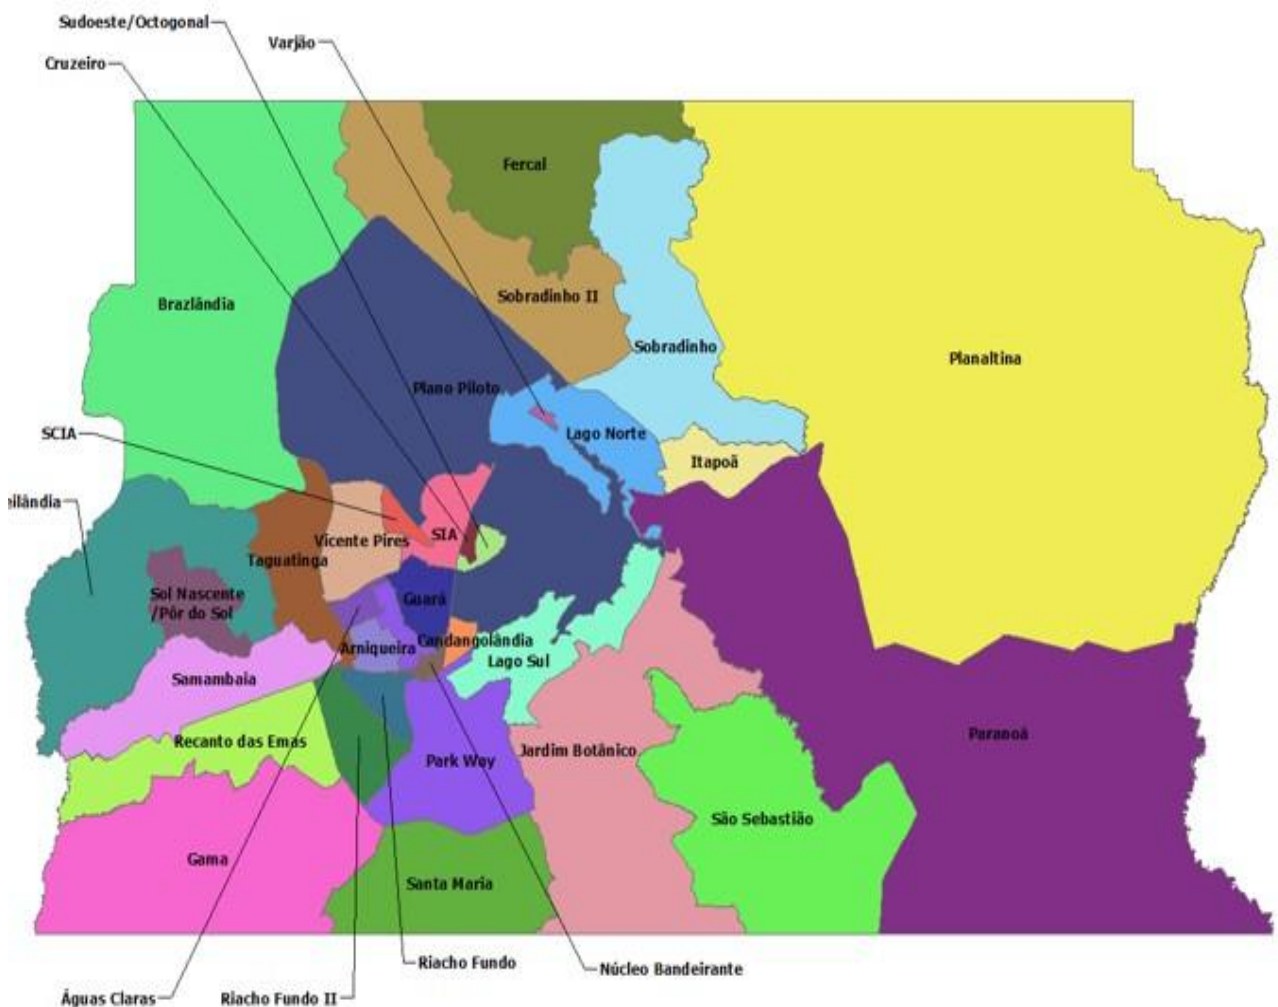 Sudoeste/Octogonal
Varjão
Cruzeiro
Fercal
Brazlândia
Sobradinho II
Sobradinho
Planaltina
Plano Piloto
SCIA
Lago Norte
Itapoã
eilândia
Vicente Pires
SIA
Taguatinga
Sol Nascente
/Pôr do Sol
Guará
Candangolândia
Arniqueira
Lago Sul
Samambaia
Recanto das Emas
Park Way
Jardim Botânico
Paranoá
São Sebastião
Gama
Santa Maria
Riacho Fundo
Núcleo Bandeirante
Águas Claras
Riacho Fundo II